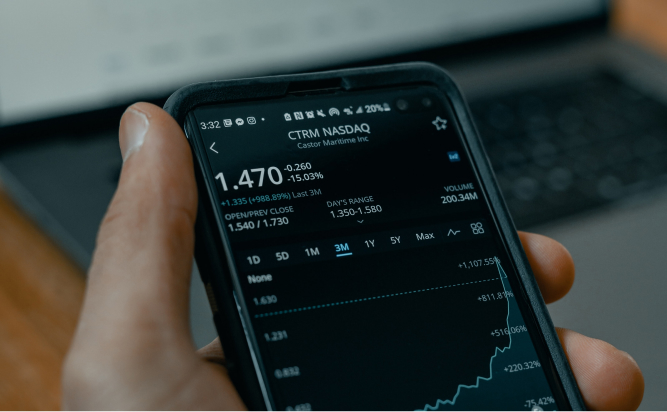 3:32 20%
CTRM NASDAQ
Castor Maritime Inc
1.470 -0.260
-15.03%
+1.335 (+988.89%) Last 3M
OPEN/PREV CLOSE DAY'S RANGE VOLUME
1.540 / 1.730 1.350-1.580 200.34M
1D 5D 1M 3M 1Y 5Y Max
None
+1,107.55%
1.630
+811.81%
1.231
+516.06%
0.832
+220.32%
-75.42%